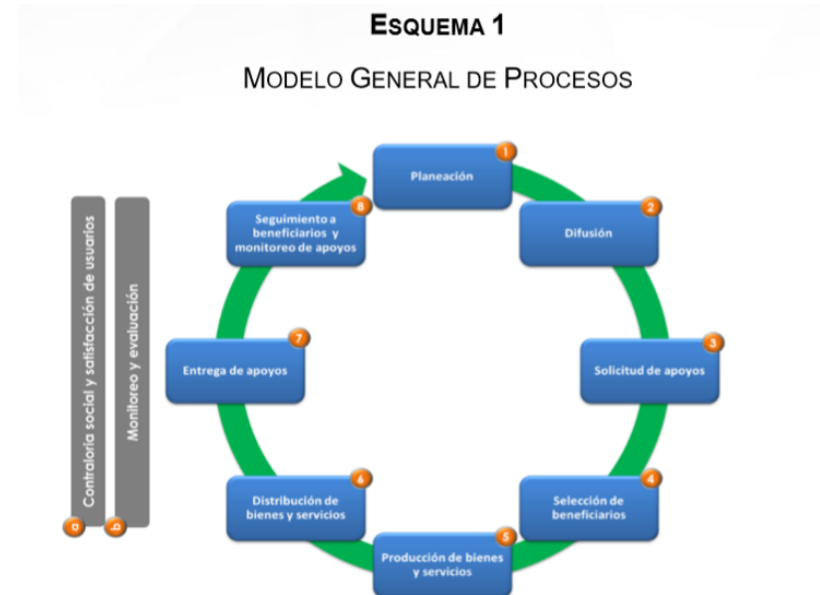 ESQUEMA 1
MODELO GENERAL DE PROCESOS
1
Planeación
2
Difusión
3
Solicitud de apoyos
4
Selección de
beneficiarios
5
Producción de bienes
y servicios
6
Distribución de
bienes y servicios
7
Entrega de apoyos
8
Seguimiento a
beneficiarios y
monitoreo de apoyos
a
Contraloria social y satisfacción de usuarios
b
Monitoreo y evaluación